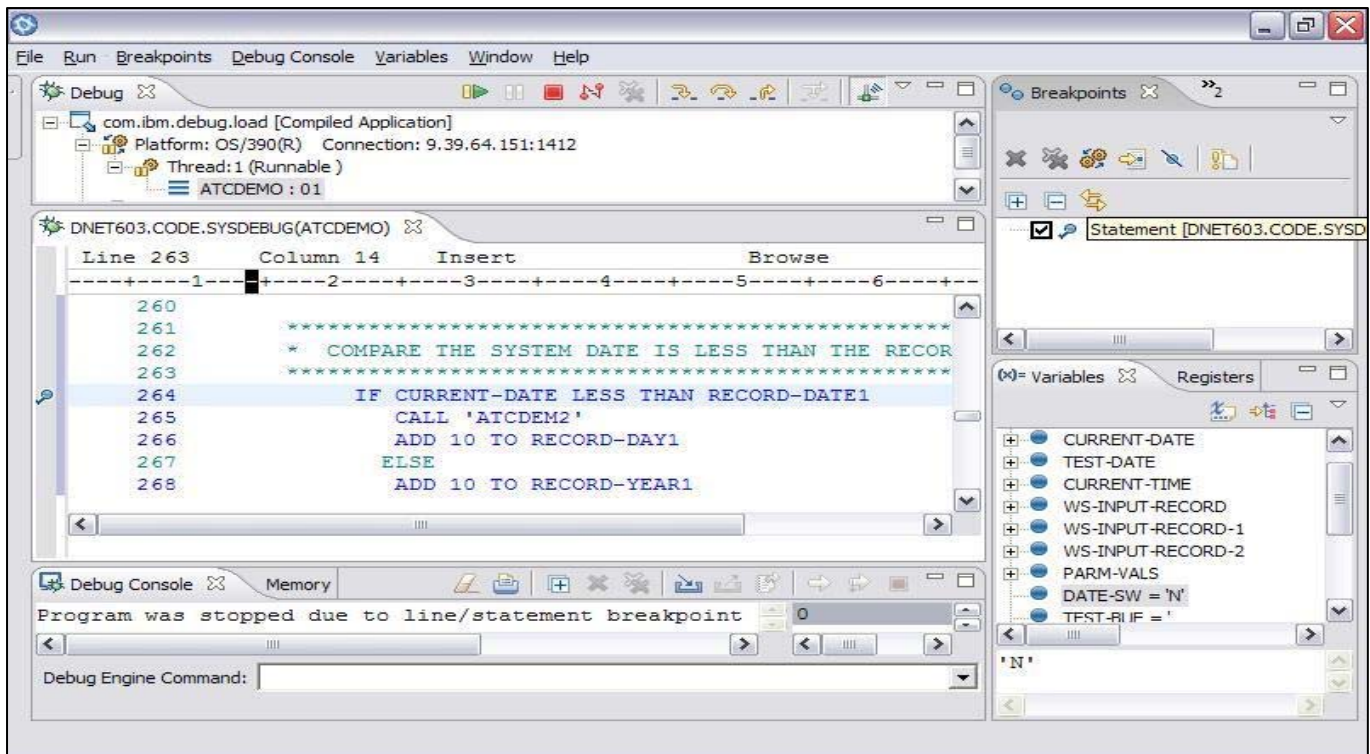 File Run Breakpoints Debug Console Variables Window Help
Debug
com.ibm.debug.load [Compiled Application]
Platform: OS/390(R) Connection: 9.39.64.151:1412
Thread:1 (Runnable )
ATCDEMO : 01
DNET603.CODE.SYSDEBUG(ATCDEMO)
Line 263 Column 14 Insert Browse
----+----1----+----2----+----3----+----4----+----5----+----6----+--
260
261 *************************************************
262 * COMPARE THE SYSTEM DATE IS LESS THAN THE RECOR
263 *************************************************
264 IF CURRENT-DATE LESS THAN RECORD-DATE1
265 CALL 'ATCDEM2'
266 ADD 10 TO RECORD-DAY1
267 ELSE
268 ADD 10 TO RECORD-YEAR1
Debug Console Memory
Program was stopped due to line/statement breakpoint 0
Debug Engine Command:
Breakpoints »2
Statement [DNET603.CODE.SYSD
(x)= Variables Registers
CURRENT-DATE
TEST-DATE
CURRENT-TIME
WS-INPUT-RECORD
WS-INPUT-RECORD-1
WS-INPUT-RECORD-2
PARM-VALS
DATE-SW = 'N'
TEST-BUF = '
'N'